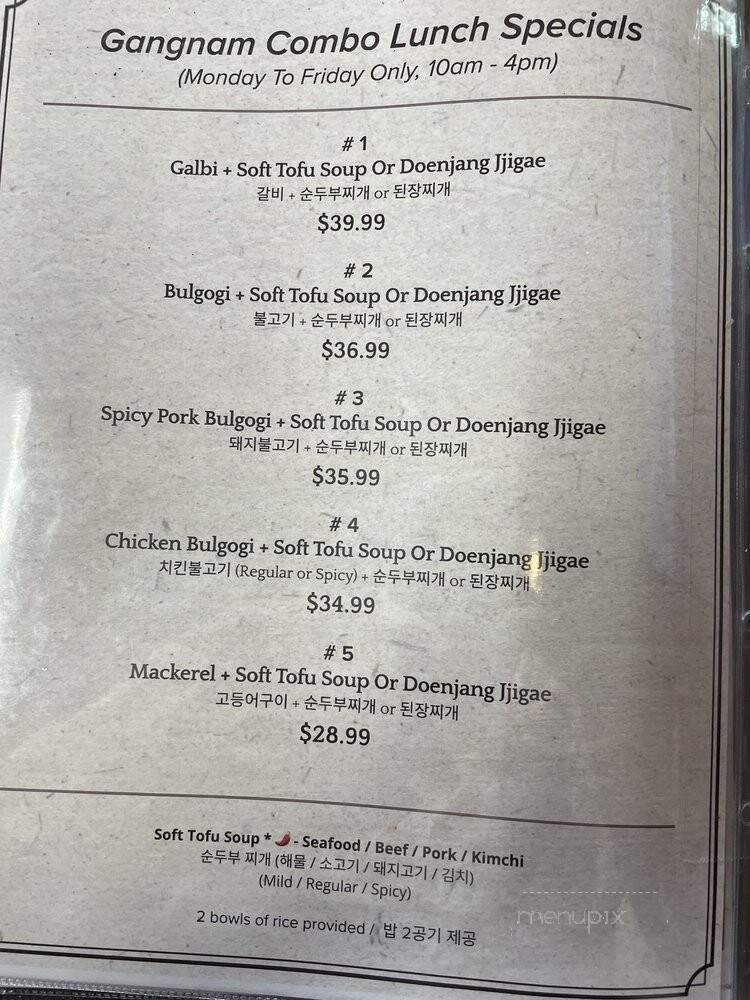 Gangnam Combo Lunch Specials
(Monday To Friday Only, 10am - 4pm)
# 1
Galbi + Soft Tofu Soup Or Doenjang Jjigae
갈비 + 순두부찌개 or 된장찌개
$39.99
# 2
Bulgogi + Soft Tofu Soup Or Doenjang Jjigae
불고기 + 순두부찌개 or 된장찌개
$36.99
# 3
Spicy Pork Bulgogi + Soft Tofu Soup Or Doenjang Jjigae
돼지불고기 + 순두부찌개 or 된장찌개
$35.99
# 4
Chicken Bulgogi + Soft Tofu Soup Or Doenjang Jjigae
치킨불고기 (Regular or Spicy) + 순두부찌개 or 된장찌개
$34.99
# 5
Mackerel + Soft Tofu Soup Or Doenjang Jjigae
고등어구이 + 순두부찌개 or 된장찌개
$28.99
Soft Tofu Soup * 🌶 - Seafood / Beef / Pork / Kimchi
순두부 찌개 (해물 / 소고기 / 돼지고기 / 김치)
(Mild / Regular / Spicy)
2 bowls of rice provided / 밥 2공기 제공
menupix